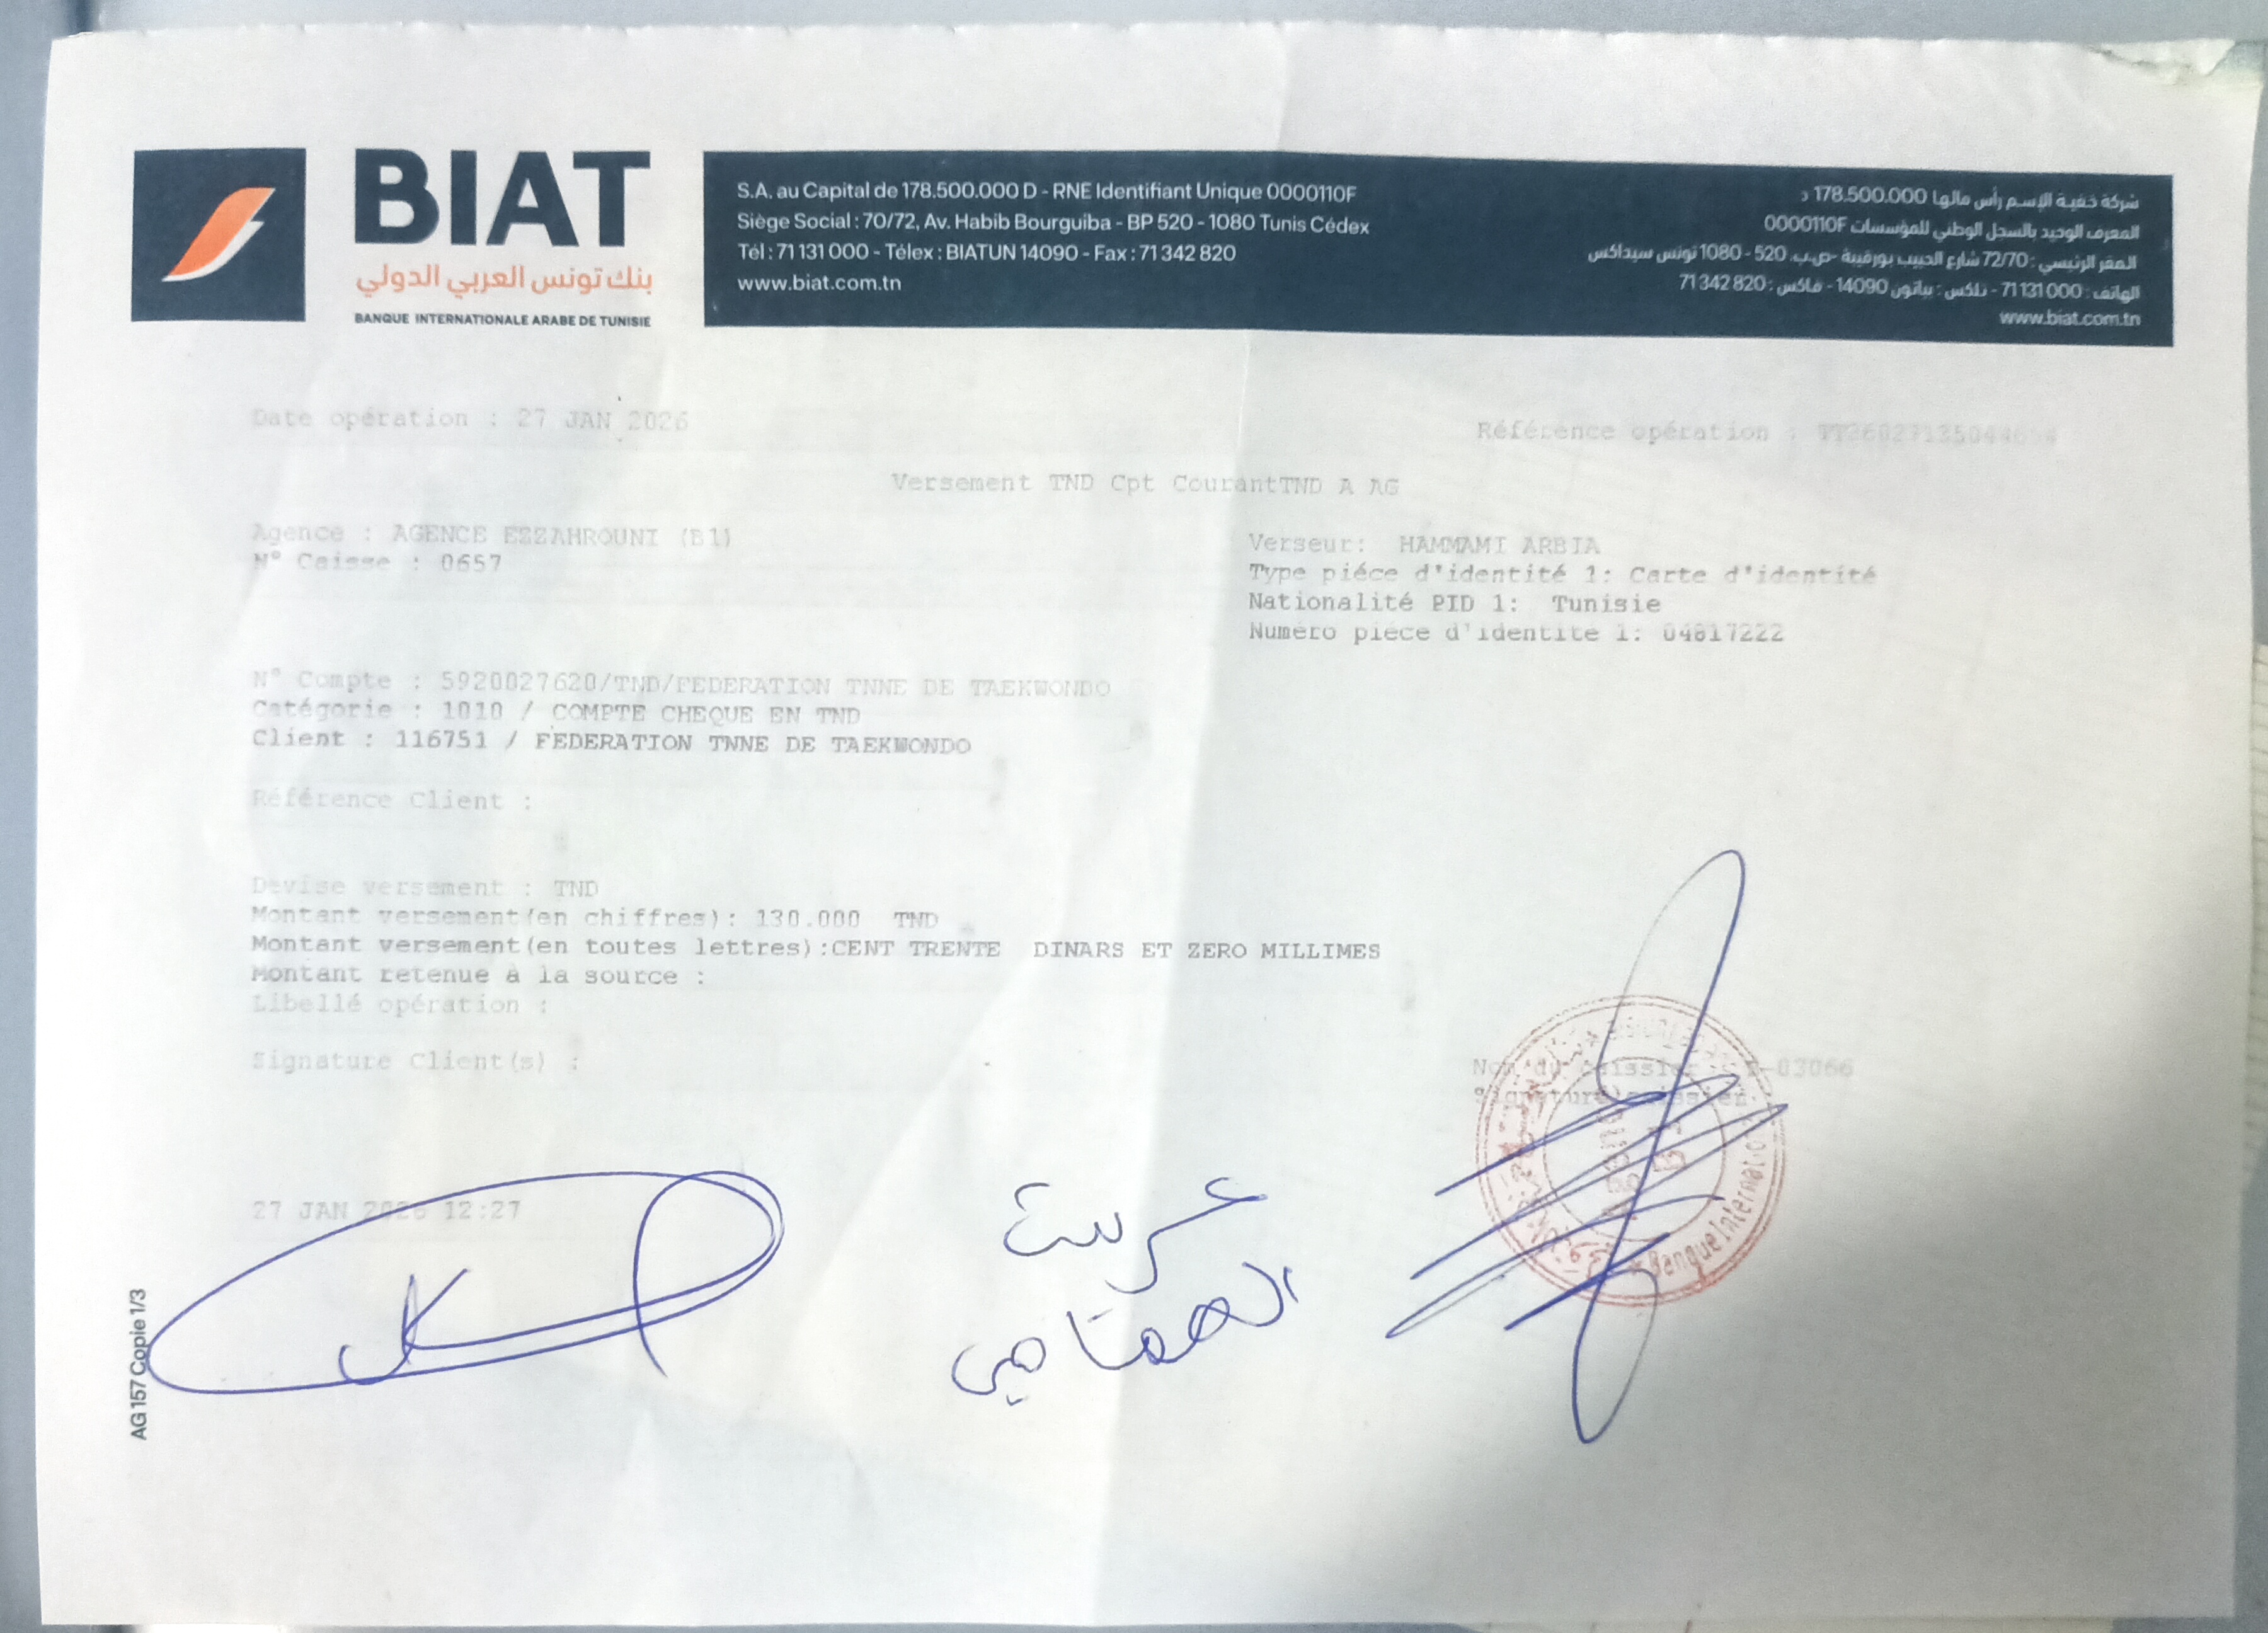 BIAT
بنك تونس العربي الدولي
BANQUE INTERNATIONALE ARABE DE TUNISIE
S.A. au Capital de 178.500.000 D - RNE Identifiant Unique 0000110F
Siège Social : 70/72, Av. Habib Bourguiba - BP 520 - 1080 Tunis Cédex
Tél : 71 131 000 - Télex : BIATUN 14090 - Fax : 71 342 820
www.biat.com.tn
شركة خفية الإسم رأس مالها 178.500.000 د
المعرف الوحيد بالسجل الوطني للمؤسسات 0000110F
المقر الرئيسي : 72/70 شارع الحبيب بورقيبة -ص.ب. 520 - 1080 تونس سيداكس
الهاتف : 71 131 000 - تلكس : بياتون 14090 - فاكس : 71 342 820
www.biat.com.tn
Date opération : 27 JAN 2026
Référence opération :
Versement TND Cpt CourantTND A AG
Agence : AGENCE EZZAHROUNI (B1)
N° Caisse : 0657
Verseur: HAMMAMI ARBIA
Type piéce d'identité 1: Carte d'identité
Nationalité PID 1: Tunisie
Numéro piéce d'identité 1: 04817222
N° Compte : 5920027620/TND/FEDERATION TNNE DE TAEKWONDO
Catégorie : 1010 / COMPTE CHEQUE EN TND
Client : 116751 / FEDERATION TNNE DE TAEKWONDO
Référence Client :
Devise versement : TND
Montant versement(en chiffres): 130.000 TND
Montant versement(en toutes lettres):CENT TRENTE DINARS ET ZERO MILLIMES
Montant retenue à la source :
Libellé opération :
Signature Client(s) :
Nom du caissier : -03066
Signature caissier
27 JAN 2026 12:27
عربية
الهمامي
Banque Internationa
AG 157 Copie 1/3